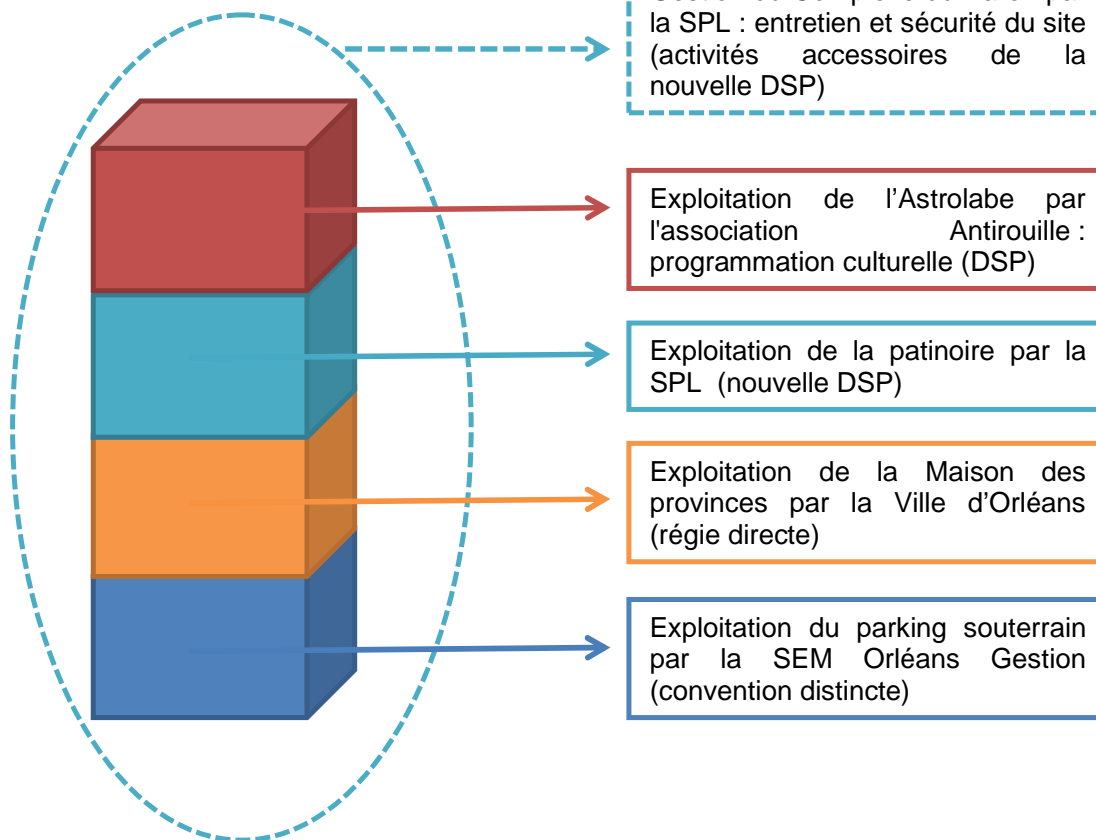 la SPL : entretien et sécurité du site
(activités accessoires de la
nouvelle DSP)
Exploitation de l’Astrolabe par
l'association Antirouille :
programmation culturelle (DSP)
Exploitation de la patinoire par la
SPL (nouvelle DSP)
Exploitation de la Maison des
provinces par la Ville d’Orléans
(régie directe)
Exploitation du parking souterrain
par la SEM Orléans Gestion
(convention distincte)